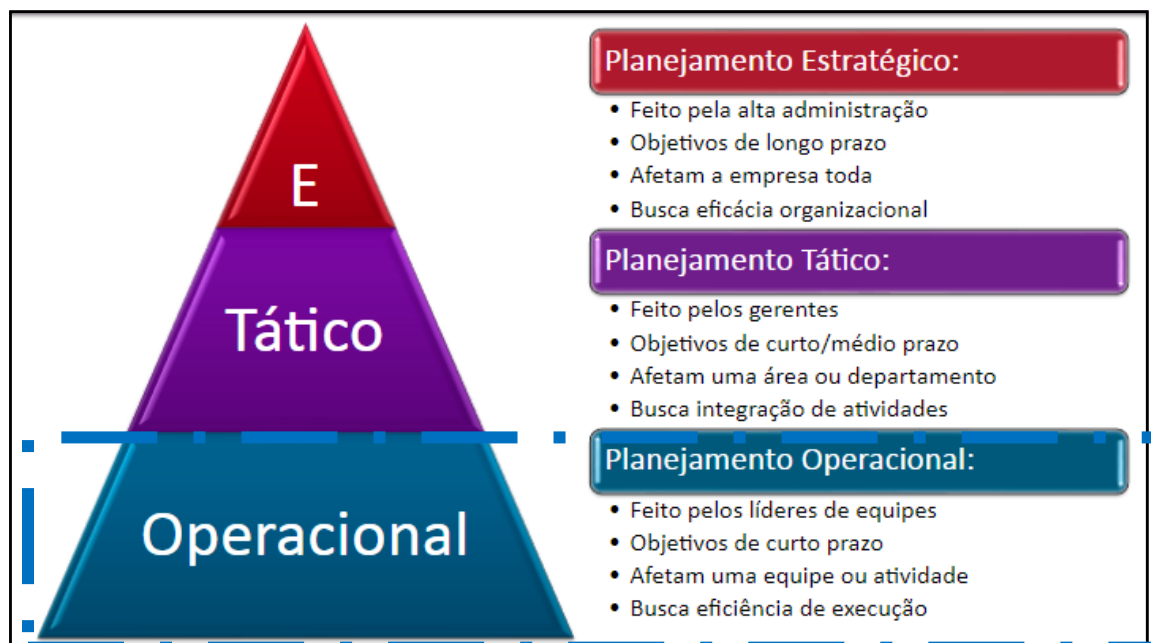 E
Tático
Operacional
Planejamento Estratégico:
• Feito pela alta administração
• Objetivos de longo prazo
• Afetam a empresa toda
• Busca eficácia organizacional
Planejamento Tático:
• Feito pelos gerentes
• Objetivos de curto/médio prazo
• Afetam uma área ou departamento
• Busca integração de atividades
Planejamento Operacional:
• Feito pelos líderes de equipes
• Objetivos de curto prazo
• Afetam uma equipe ou atividade
• Busca eficiência de execução